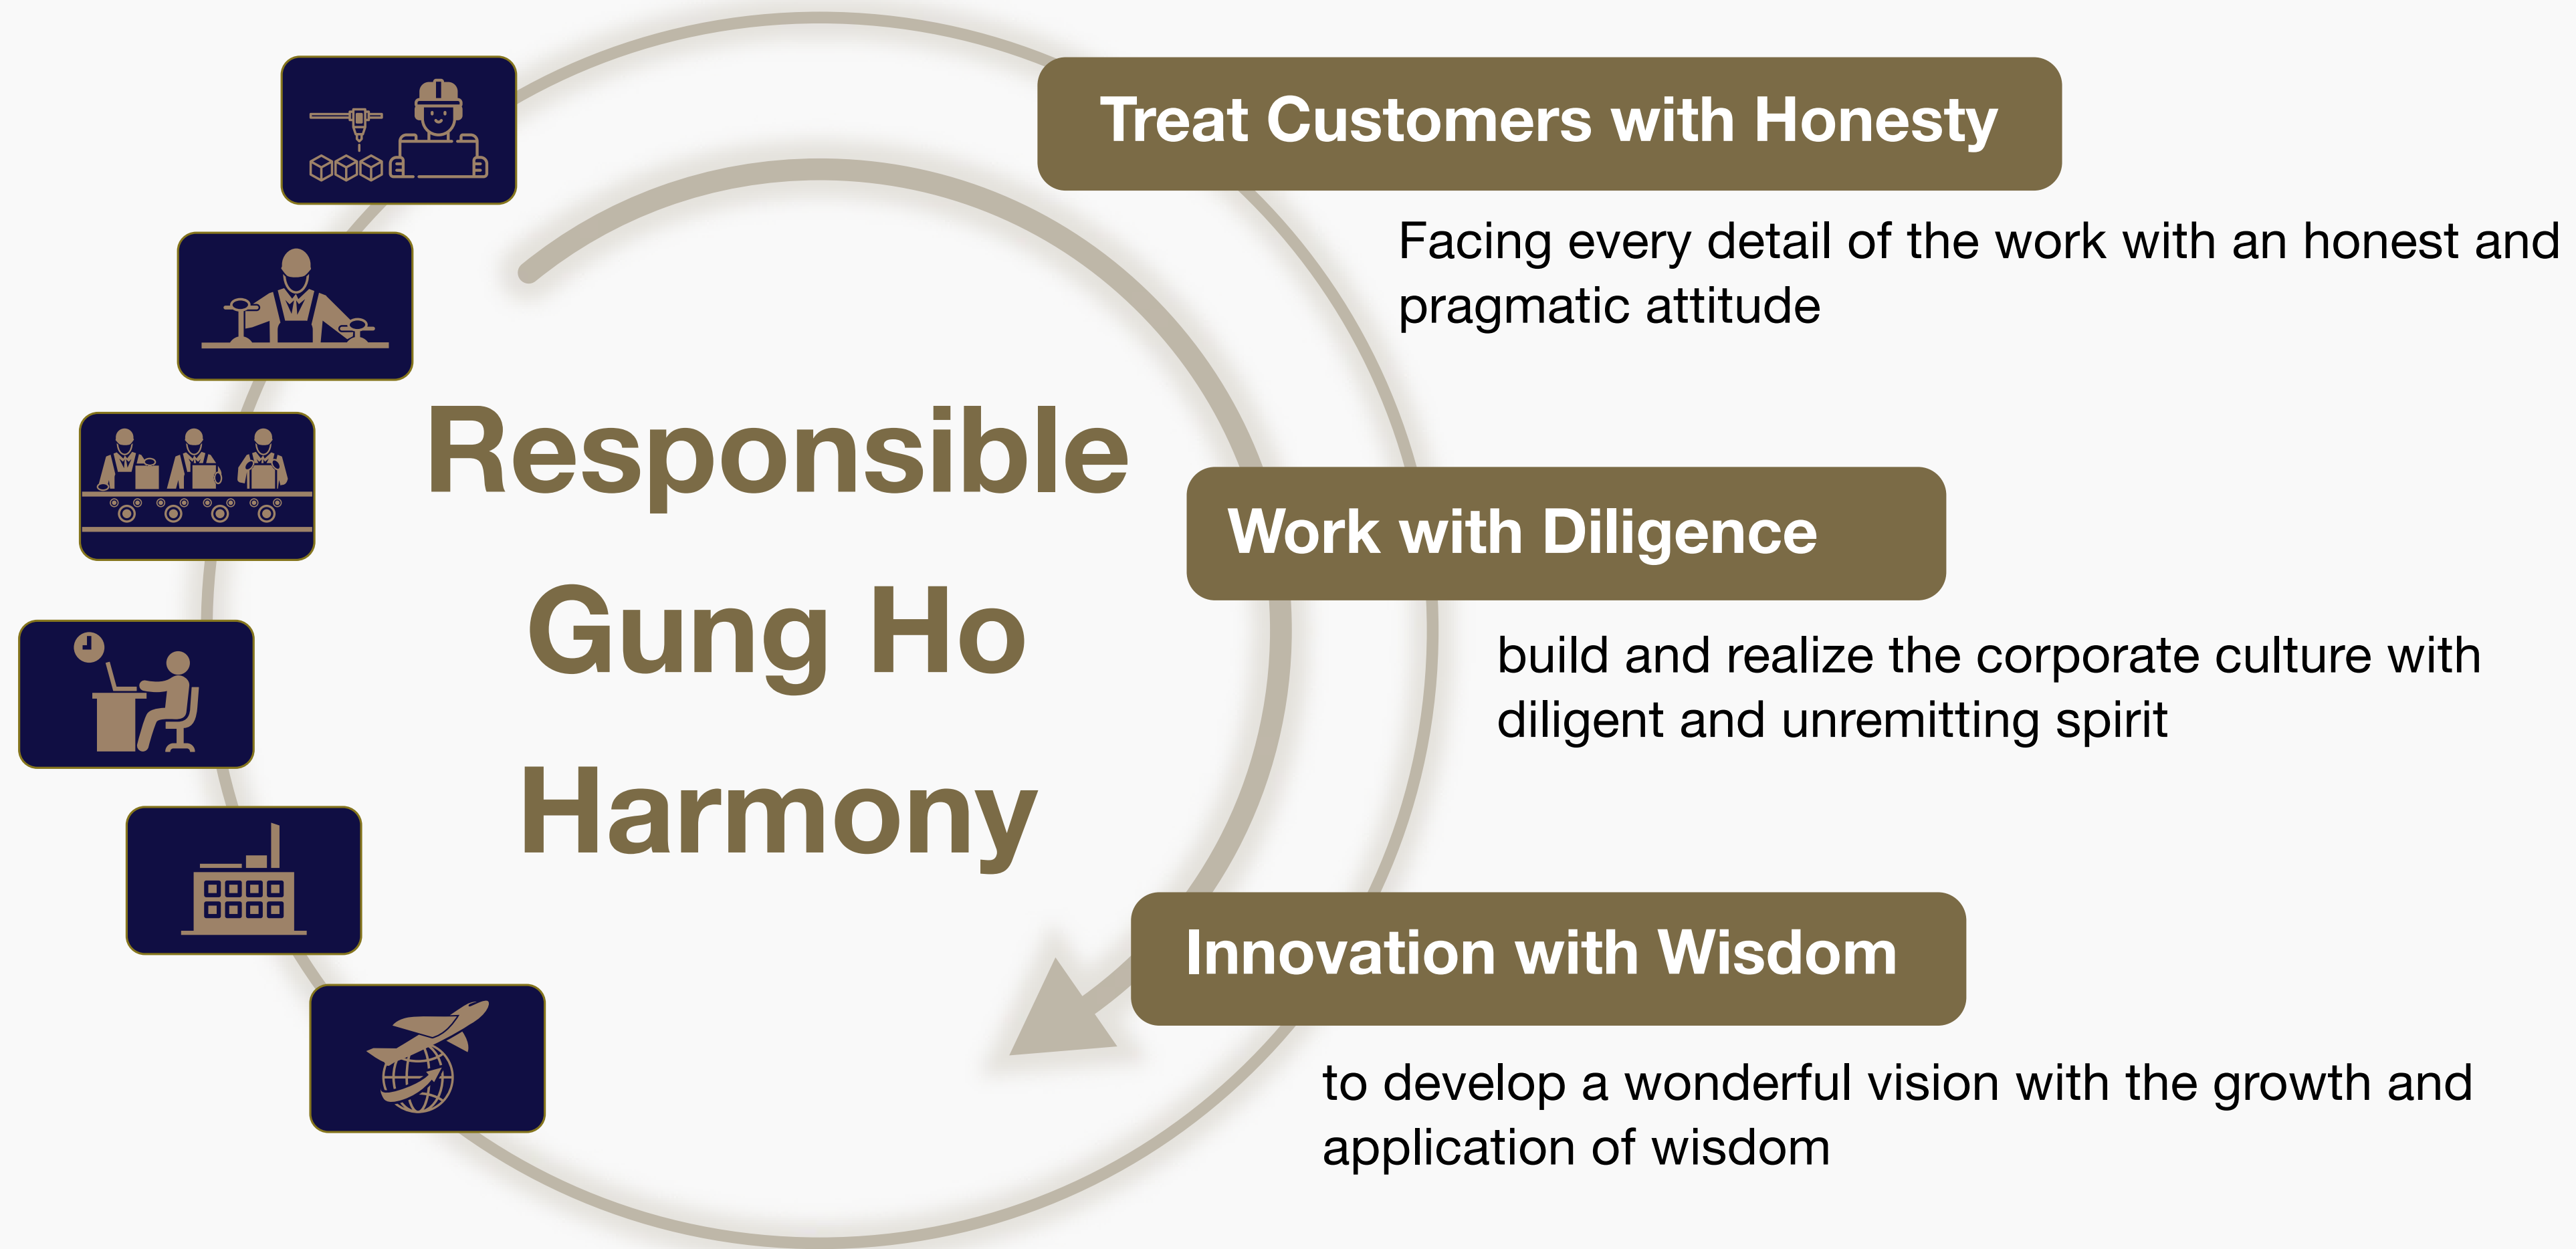 Responsible
Gung Ho
Harmony
Treat Customers with Honesty
Facing every detail of the work with an honest and
pragmatic attitude
Work with Diligence
build and realize the corporate culture with
diligent and unremitting spirit
Innovation with Wisdom
to develop a wonderful vision with the growth and
application of wisdom